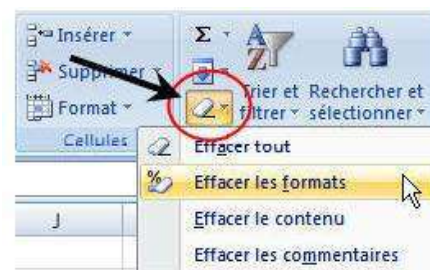 Insérer
Supprimer
Format
Cellules
Σ
A
Z
Trier et
filtrer
Rechercher et
sélectionner
Effacer tout
% Effacer les formats
Effacer le contenu
Effacer les commentaires
J